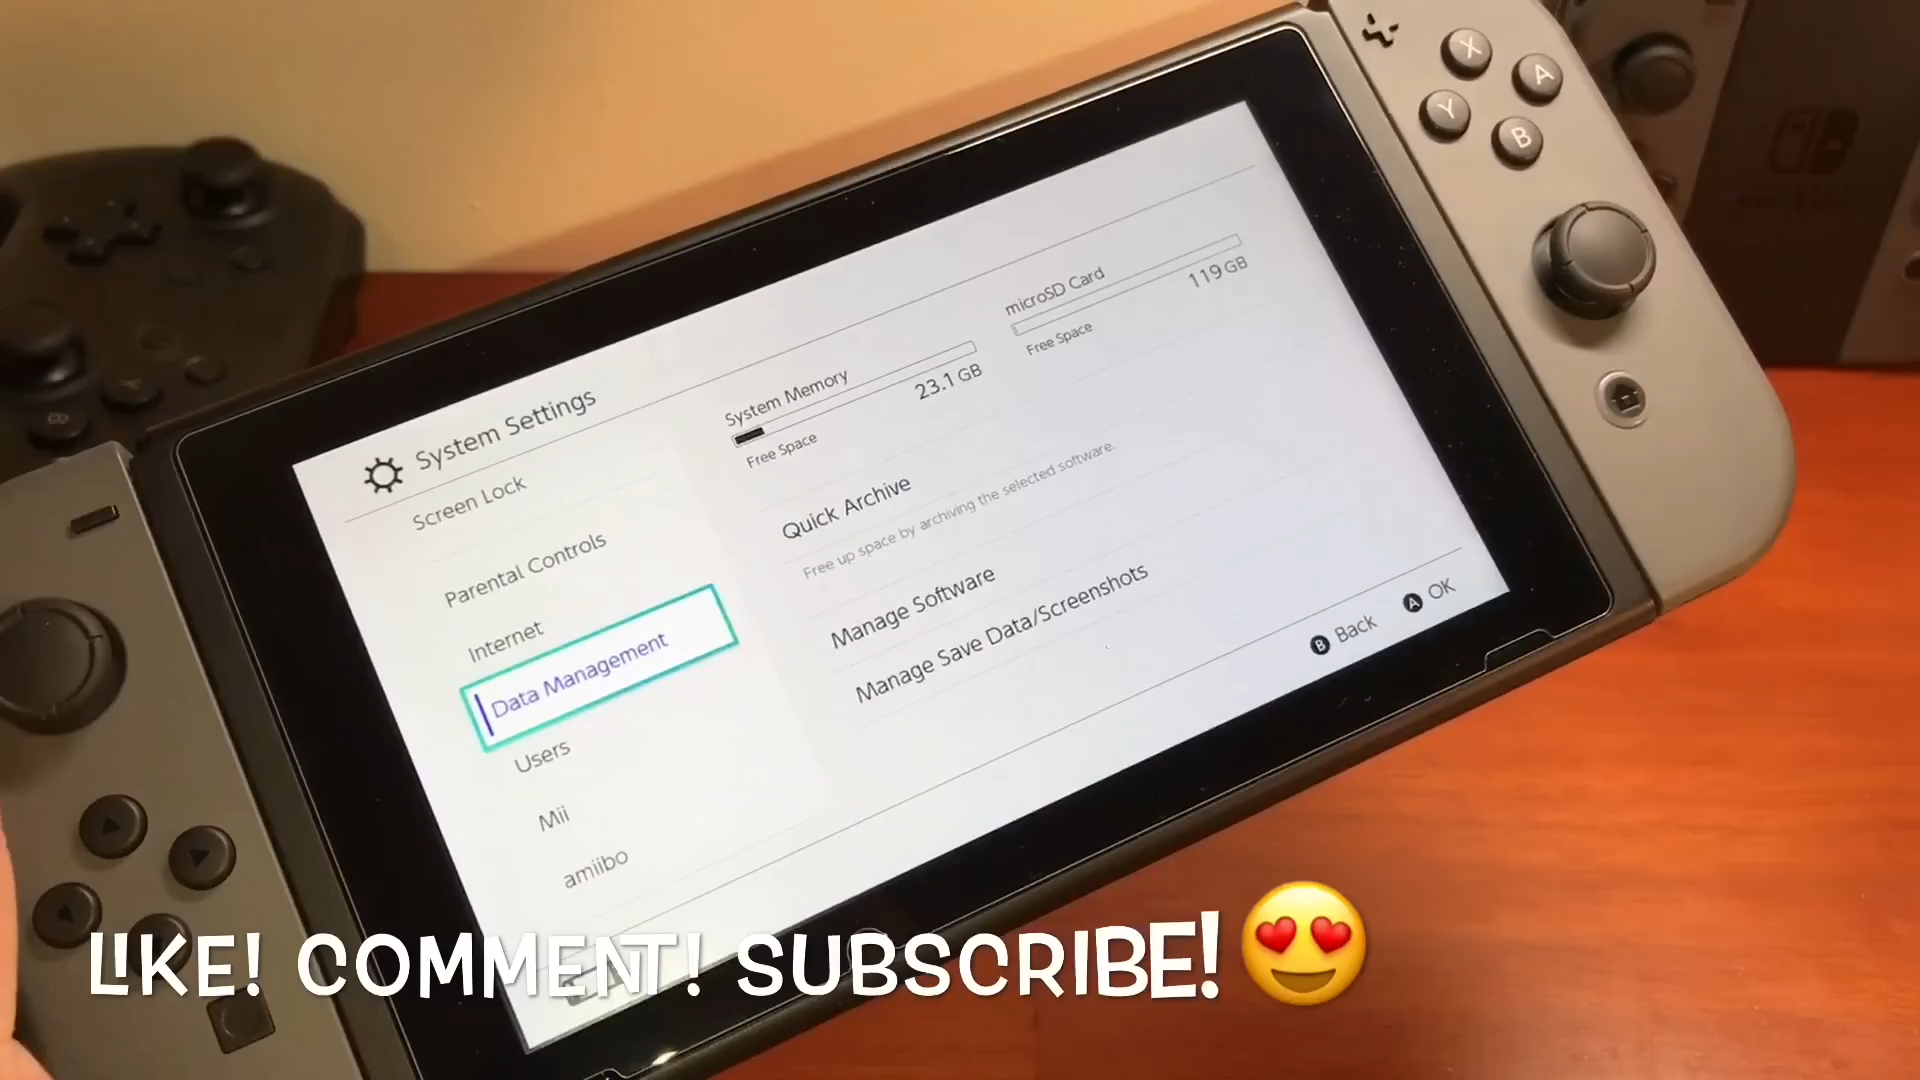 X
A
Y
B
System Settings
Screen Lock
Parental Controls
Internet
Data Management
Users
Mii
amiibo
System Memory
23.1 GB
Free Space
microSD Card
119 GB
Free Space
Quick Archive
Free up space by archiving the selected software.
Manage Software
Manage Save Data/Screenshots
B Back
A OK
LIKE! COMMENT! SUBSCRIBE!😍